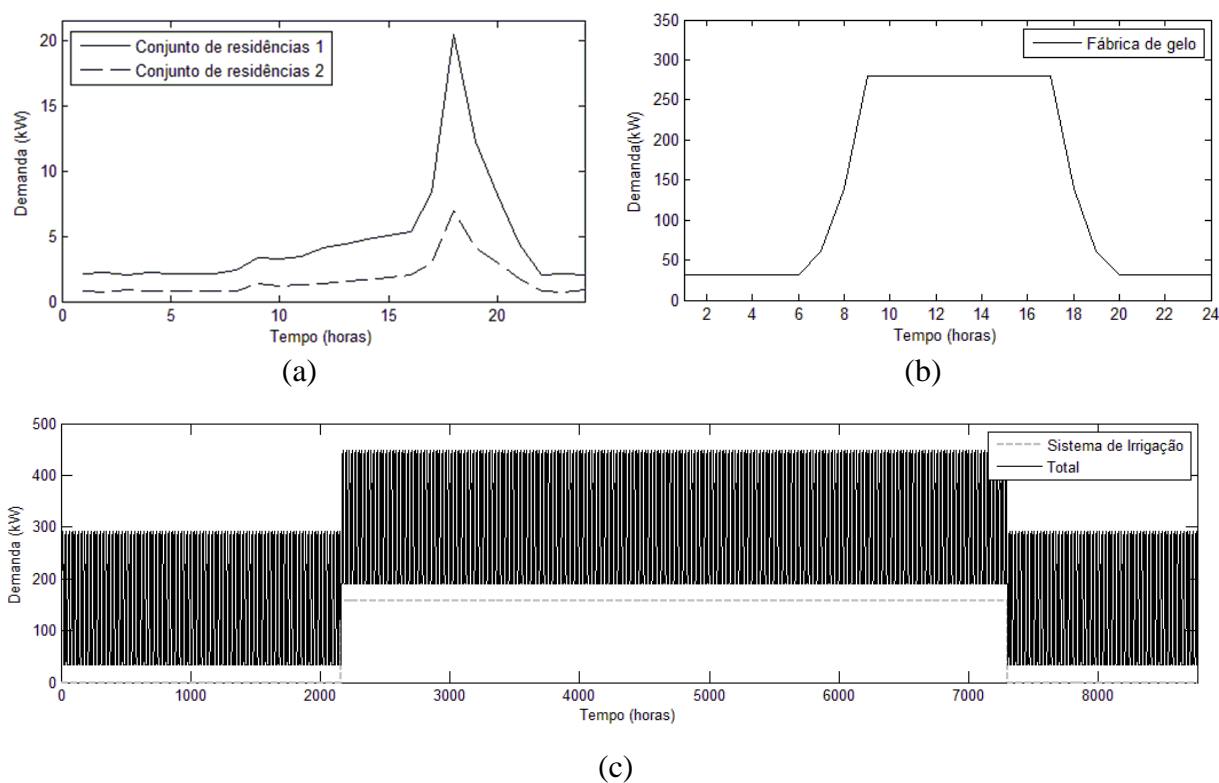 20
15
10
5
0
Demanda (kW)
Conjunto de residências 1
Conjunto de residências 2
0 5 10 15 20
Tempo (horas)
(a)
350
300
250
200
150
100
50
0
Demanda(kW)
Fábrica de gelo
2 4 6 8 10 12 14 16 18 20 22 24
Tempo (horas)
(b)
500
400
300
200
100
0
Demanda (kW)
Sistema de Irrigação
Total
0 1000 2000 3000 4000 5000 6000 7000 8000
Tempo (horas)
(c)